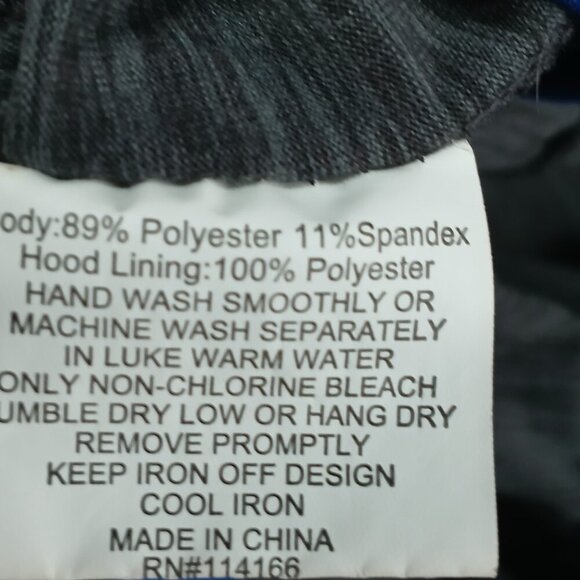 ody:89% Polyester 11%Spandex
Hood Lining:100% Polyester
HAND WASH SMOOTHLY OR
MACHINE WASH SEPARATELY
IN LUKE WARM WATER
ONLY NON-CHLORINE BLEACH
UMBLE DRY LOW OR HANG DRY
REMOVE PROMPTLY
KEEP IRON OFF DESIGN
COOL IRON
MADE IN CHINA
RN#114166